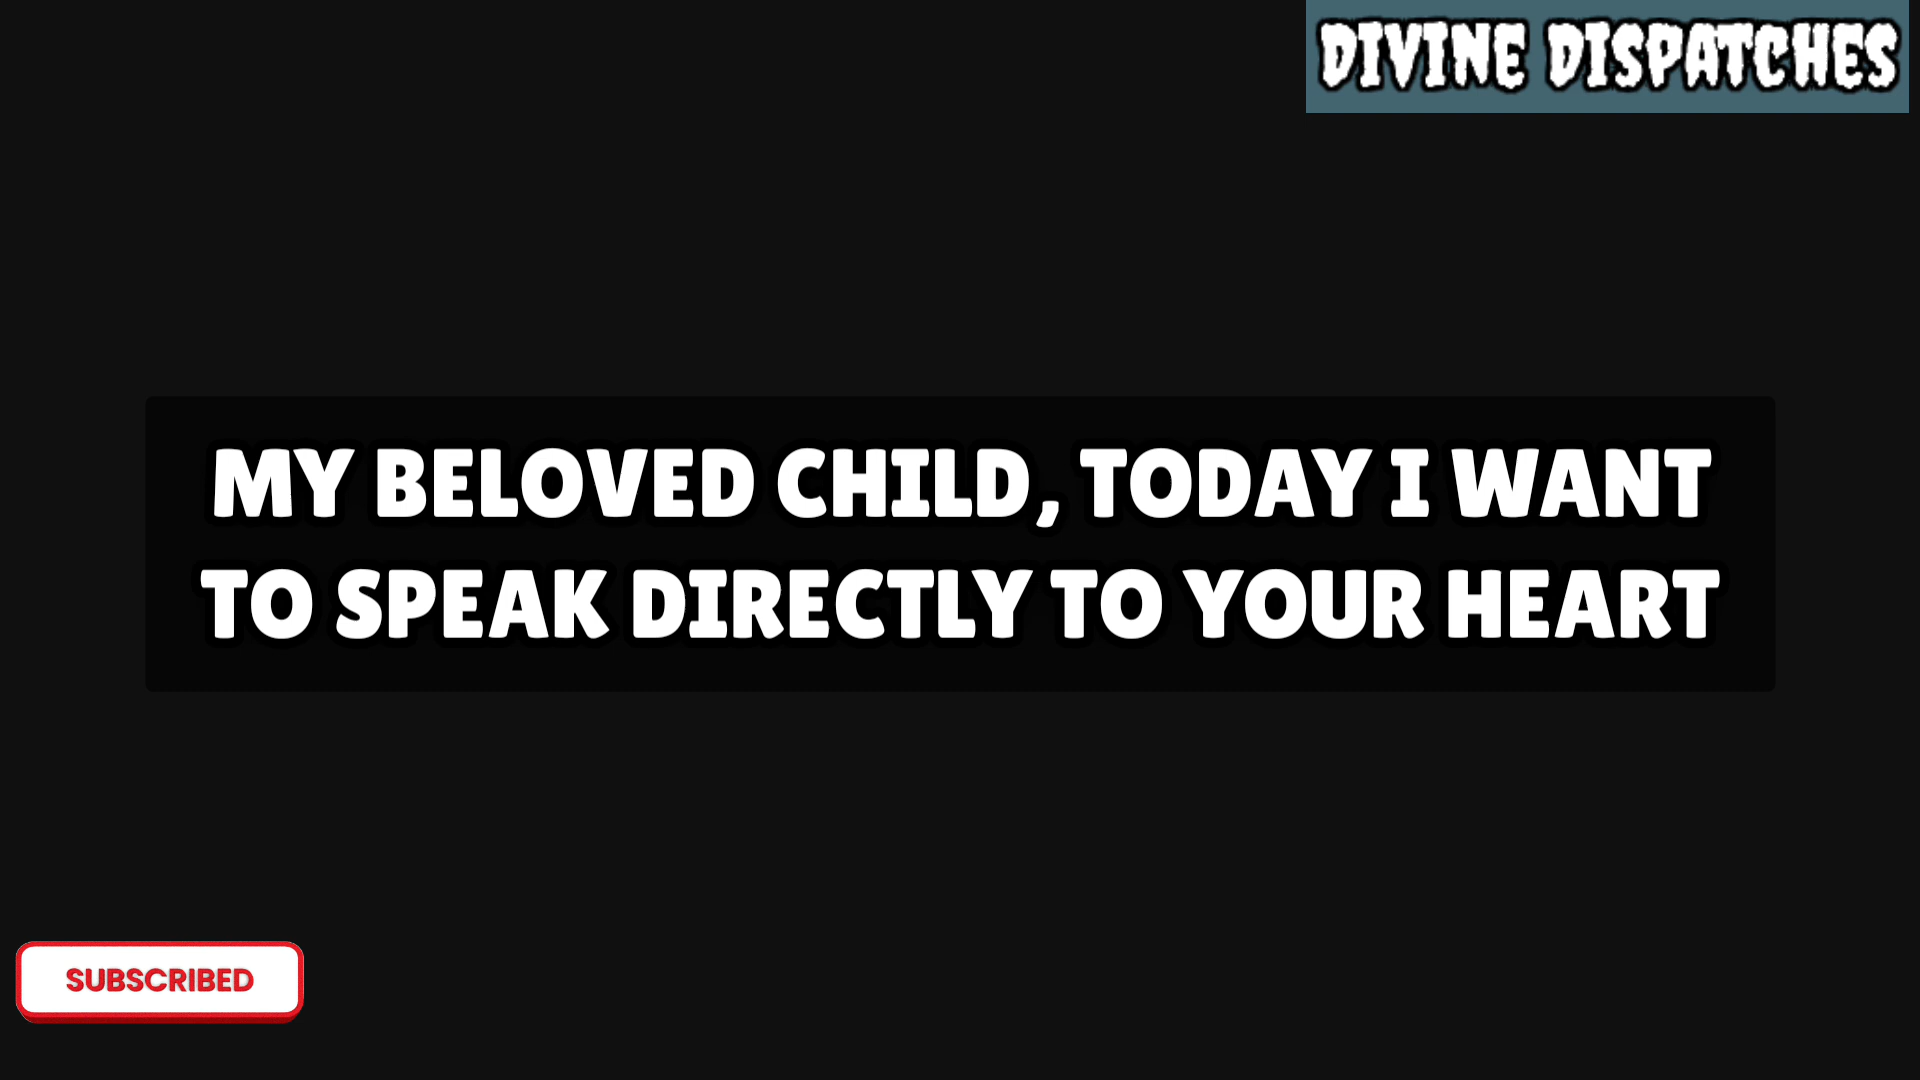 DIVINE DISPATCHES
MY BELOVED CHILD, TODAY I WANT
TO SPEAK DIRECTLY TO YOUR HEART
SUBSCRIBED